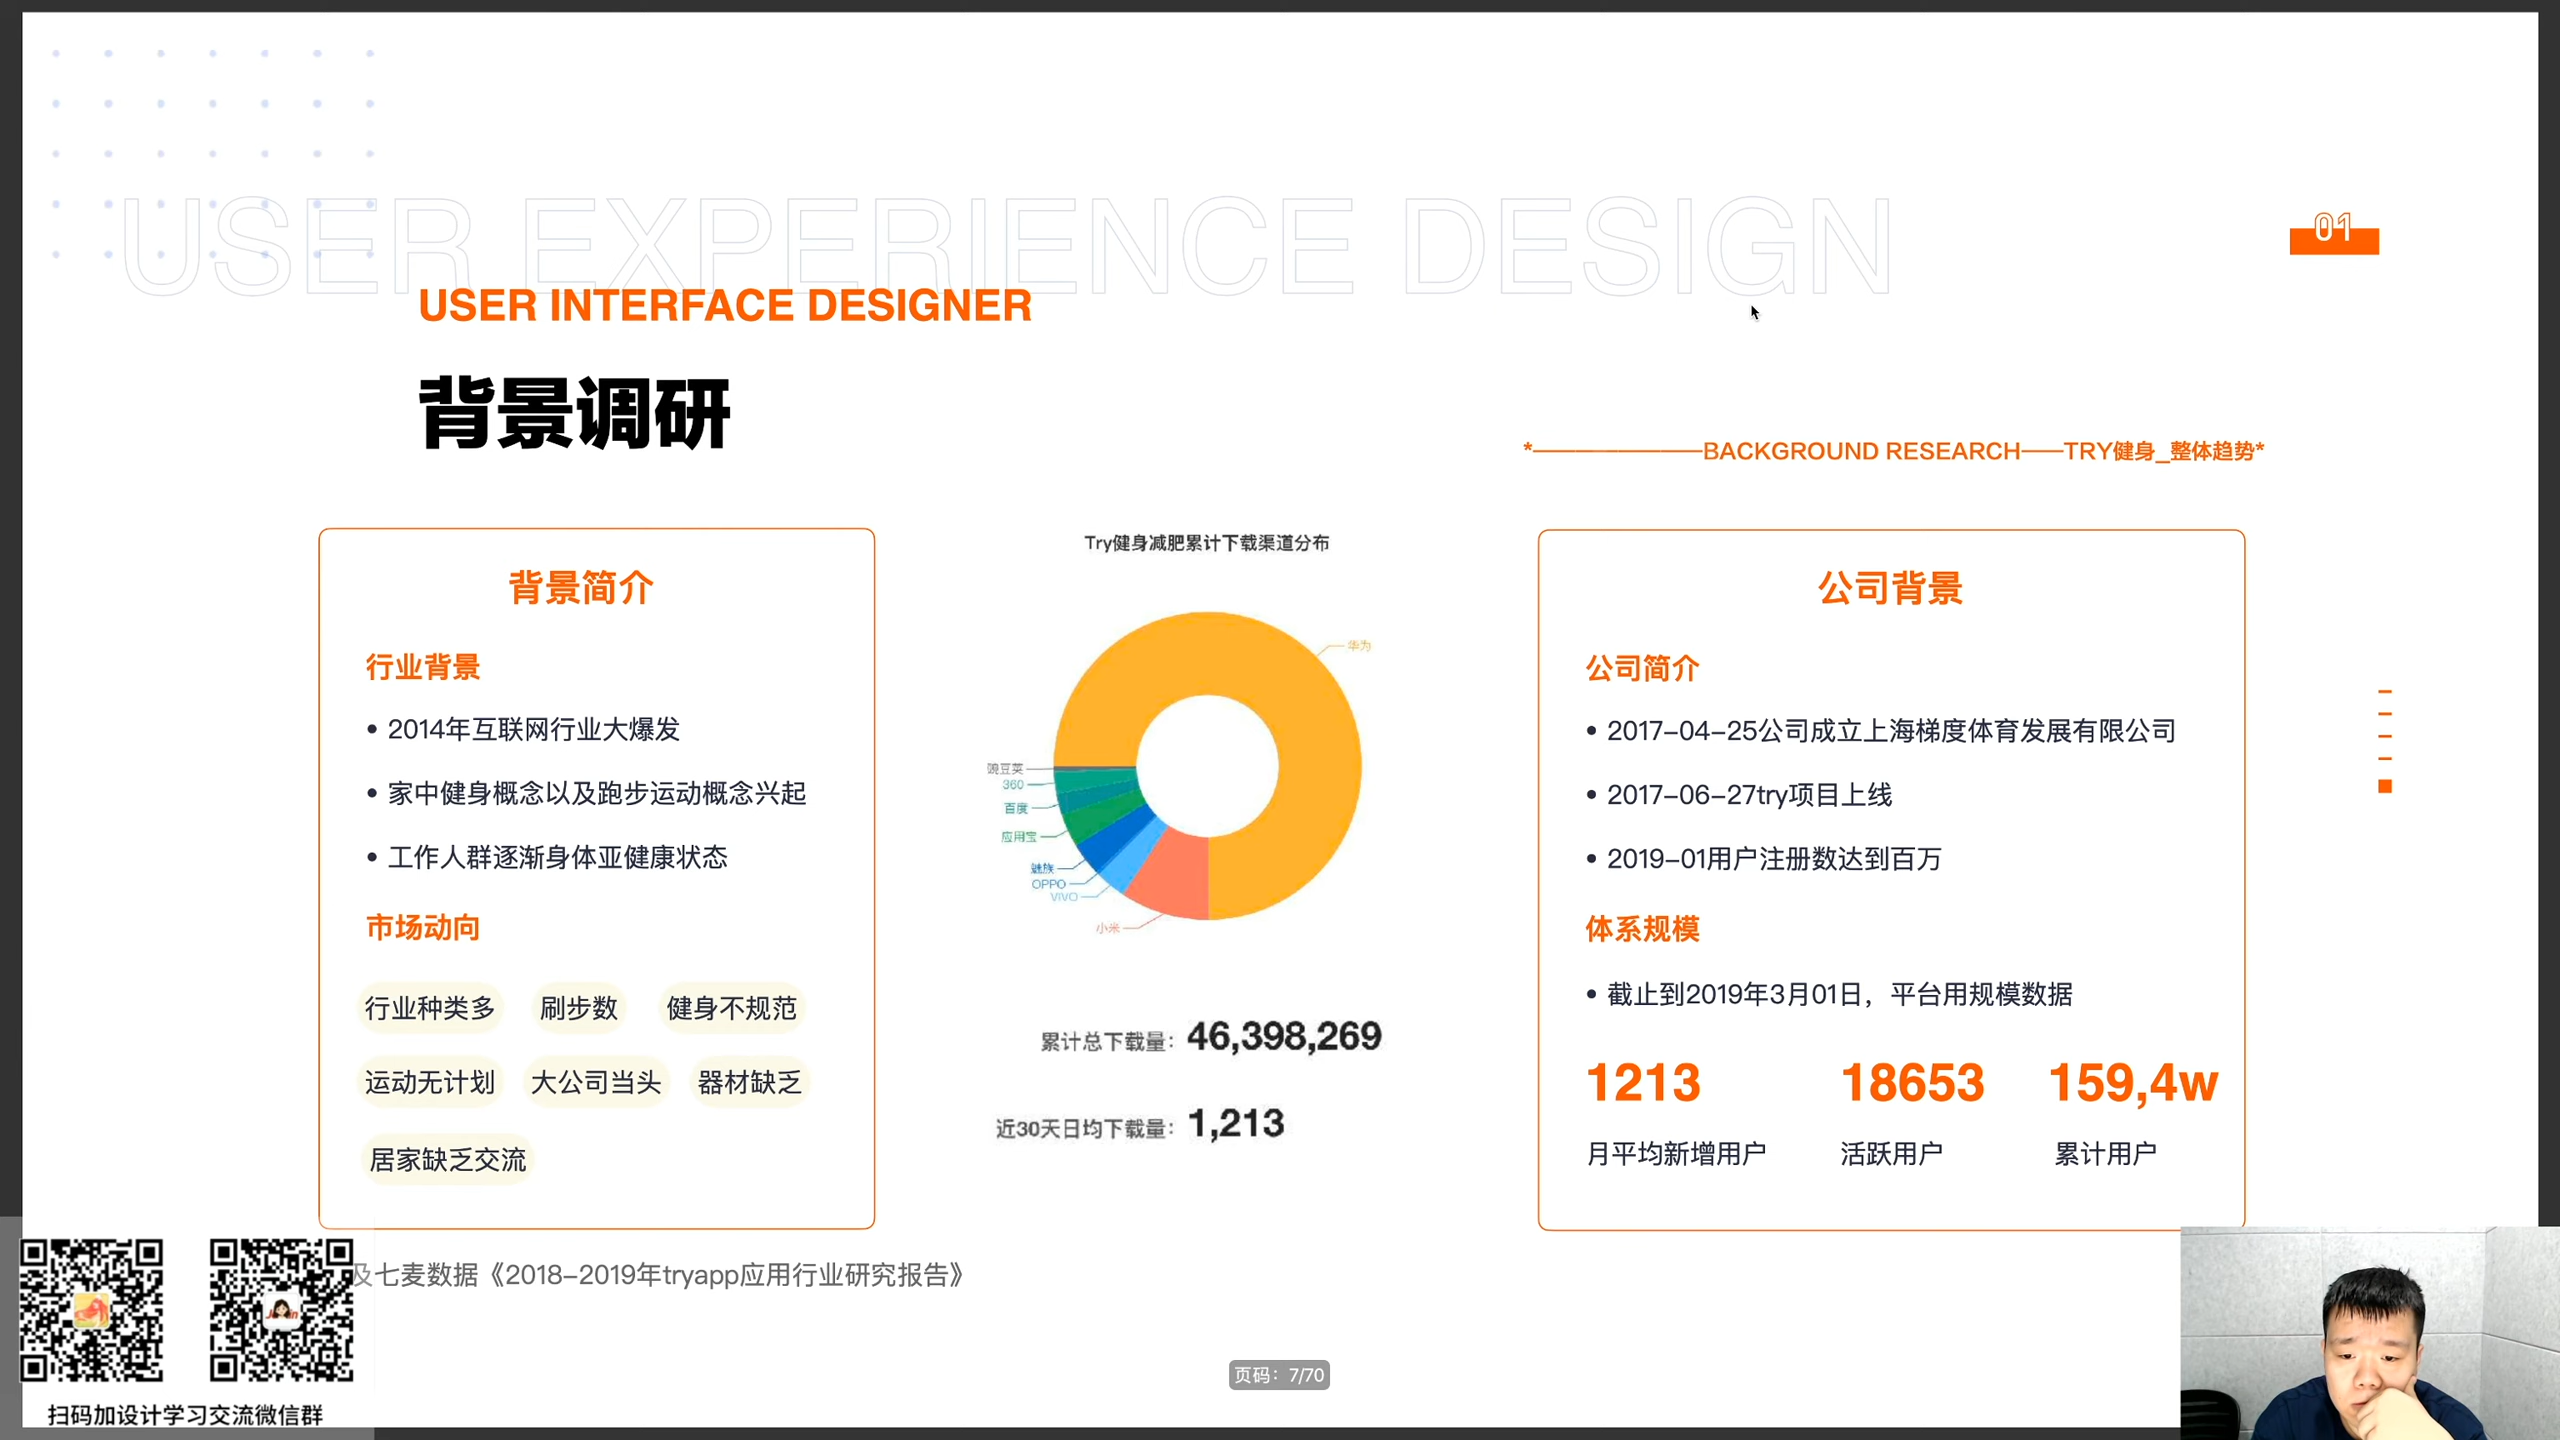 USER EXPERIENCE DESIGN
01
USER INTERFACE DESIGNER
背景调研
*————————BACKGROUND RESEARCH——TRY健身_整体趋势*
背景简介
行业背景
• 2014年互联网行业大爆发
• 家中健身概念以及跑步运动概念兴起
• 工作人群逐渐身体亚健康状态
市场动向
行业种类多 刷步数 健身不规范
运动无计划 大公司当头 器材缺乏
居家缺乏交流
Try健身减肥累计下载渠道分布
华为
豌豆荚
360
百度
应用宝
魅族
OPPO
VIVO
小米
累计总下载量：46,398,269
近30天日均下载量：1,213
公司背景
公司简介
• 2017-04-25公司成立上海梯度体育发展有限公司
• 2017-06-27try项目上线
• 2019-01用户注册数达到百万
体系规模
• 截止到2019年3月01日，平台用规模数据
1213 18653 159,4w
月平均新增用户 活跃用户 累计用户
及七麦数据《2018-2019年tryapp应用行业研究报告》
页码：7/70
扫码加设计学习交流微信群